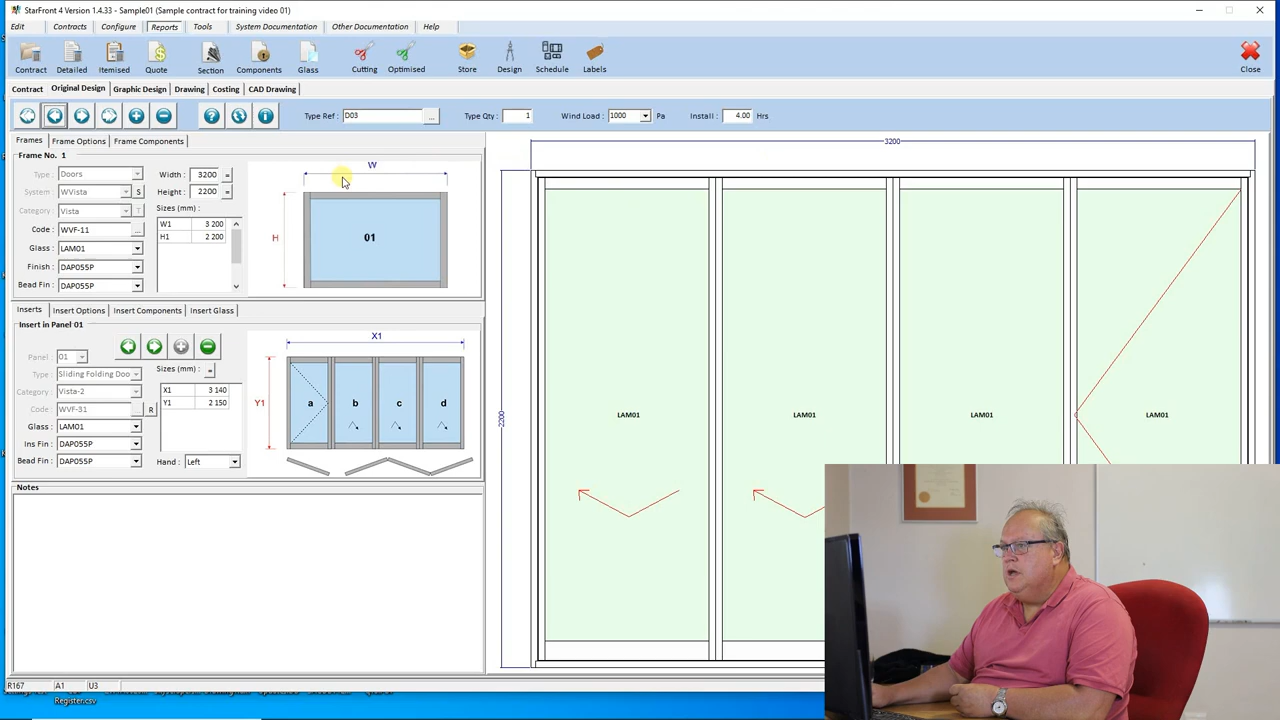 StarFront 4 Version 1.4.33 - Sample01 (Sample contract for training video 01)
Edit Contracts Configure Reports Tools System Documentation Other Documentation Help
Contract Detailed Itemised Quote Section Components Glass Cutting Optimised Store Design Schedule Labels Close
Contract Original Design Graphic Design Drawing Costing CAD Drawing
Type Ref : D03 ... Type Qty : 1 Wind Load : 1000 Pa Install : 4.00 Hrs
Frames Frame Options Frame Components
Frame No. 1
Type : Doors
System : WVista S
Category : Vista T
Code : WVF-11 ...
Glass : LAM01
Finish : DAP055P
Bead Fin : DAP055P
Width : 3200 =
Height : 2200 =
Sizes (mm) :
W1 3 200
H1 2 200
W
H
01
Inserts Insert Options Insert Components Insert Glass
Insert in Panel 01
Panel : 01
Type : Sliding Folding Doo
Category : Vista-2
Code : WVF-31 R
Glass : LAM01
Ins Fin : DAP055P
Bead Fin : DAP055P
Sizes (mm) : =
X1 3 140
Y1 2 150
Hand : Left
X1
Y1
a b c d
Notes
3200
2200
LAM01 LAM01 LAM01 LAM01
R167 A1 U3
Register.csv